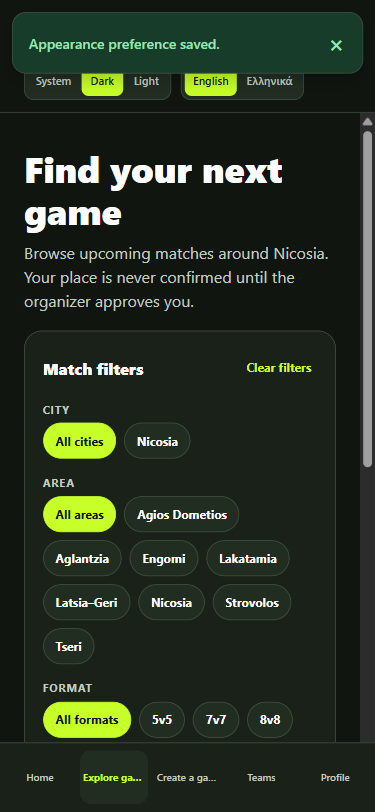 Appearance preference saved.
System Dark Light English Ελληνικά
Find your next
game
Browse upcoming matches around Nicosia.
Your place is never confirmed until the
organizer approves you.
Match filters Clear filters
CITY
All cities Nicosia
AREA
All areas Agios Dometios
Aglantzia Engomi Lakatamia
Latsia–Geri Nicosia Strovolos
Tseri
FORMAT
All formats 5v5 7v7 8v8
Home Explore ga... Create a ga... Teams Profile